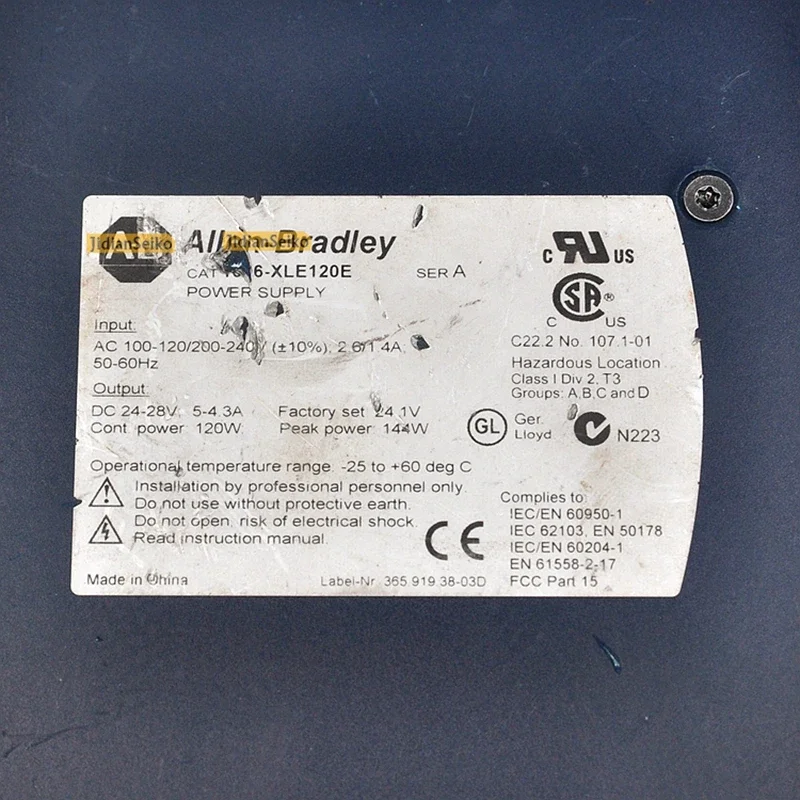 JidianSeiko JidianSeiko
Allen-Bradley
CAT 6-XLE120E SER A
POWER SUPPLY
Input:
AC 100-120/200-240V (±10%), 2.6/1.4A,
50-60Hz
Output:
DC 24-28V, 5-4.3A Factory set 24.1V
Cont. power 120W Peak power 144W
Operational temperature range -25 to +60 deg C
Installation by professional personnel only.
Do not use without protective earth.
Do not open, risk of electrical shock.
Read instruction manual.
Made in China
Label-Nr. 365.919.38-03D
CE
c RU US
SA®
C US
C22.2 No. 107.1-01
Hazardous Location
Class I Div 2, T3
Groups: A,B,C and D
GL Ger. Lloyd
N223
Complies to:
IEC/EN 60950-1
IEC 62103, EN 50178
IEC/EN 60204-1
EN 61558-2-17
FCC Part 15